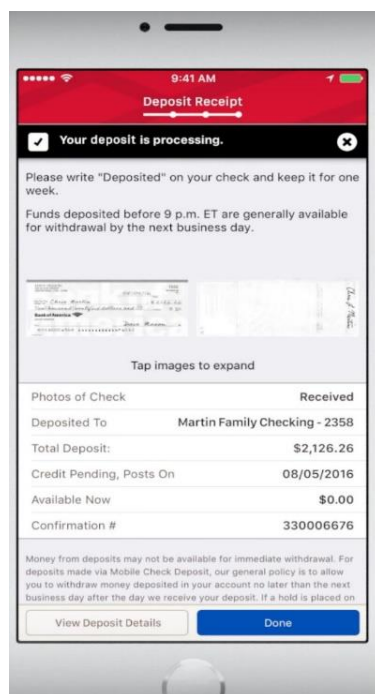 9:41 AM
Deposit Receipt
Your deposit is processing.
Please write "Deposited" on your check and keep it for one
week.
Funds deposited before 9 p.m. ET are generally available
for withdrawal by the next business day.
Bank of America
Tap images to expand
Photos of Check Received
Deposited To Martin Family Checking - 2358
Total Deposit: $2,126.26
Credit Pending, Posts On 08/05/2016
Available Now $0.00
Confirmation # 330006676
Money from deposits may not be available for immediate withdrawal. For
deposits made via Mobile Check Deposit, our general policy is to allow
you to withdraw money deposited in your account no later than the next
business day after the day we receive your deposit. If a hold is placed on
View Deposit Details Done